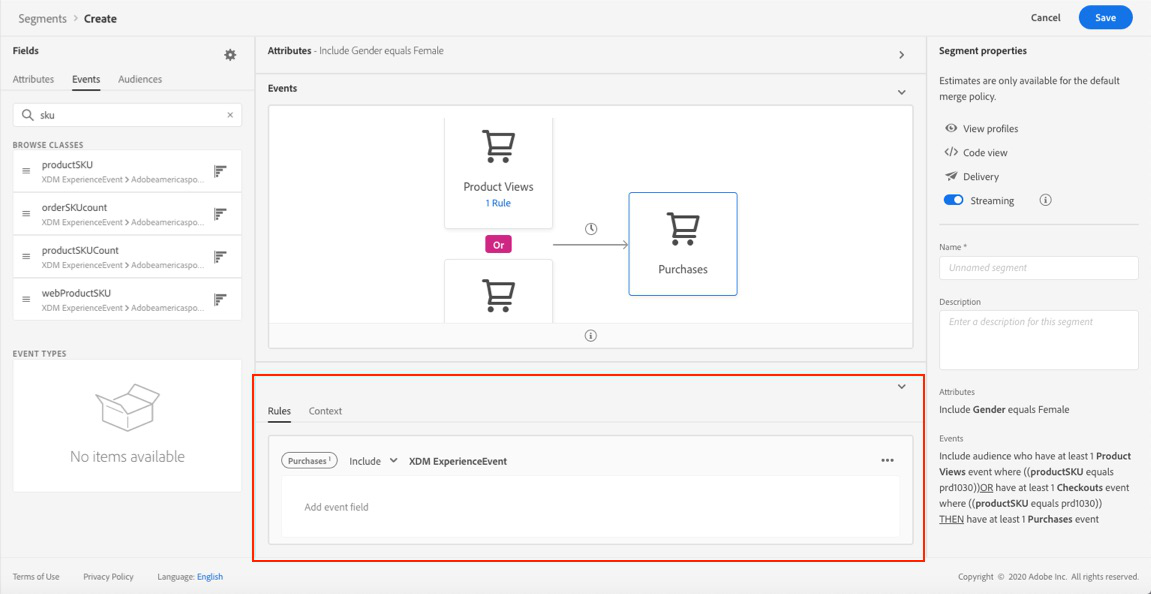 Segments > Create
Cancel
Save
Fields
Attributes
Events
Audiences
sku
BROWSE CLASSES
productSKU
XDM ExperienceEvent > Adobeamericaspo...
orderSKUcount
XDM ExperienceEvent > Adobeamericaspo...
productSKUCount
XDM ExperienceEvent > Adobeamericaspo...
webProductSKU
XDM ExperienceEvent > Adobeamericaspo...
EVENT TYPES
No items available
Attributes - Include Gender equals Female
Events
Product Views
1 Rule
Or
Purchases
Rules
Context
Purchases 1
Include
XDM ExperienceEvent
Add event field
Segment properties
Estimates are only available for the default
merge policy.
View profiles
Code view
Delivery
Streaming
Name *
Unnamed segment
Description
Enter a description for this segment
Attributes
Include Gender equals Female
Events
Include audience who have at least 1 Product
Views event where ((productSKU equals
prd1030))OR have at least 1 Checkouts event
where ((productSKU equals prd1030))
THEN have at least 1 Purchases event
Terms of Use
Privacy Policy
Language: English
Copyright © 2020 Adobe Inc. All rights reserved.